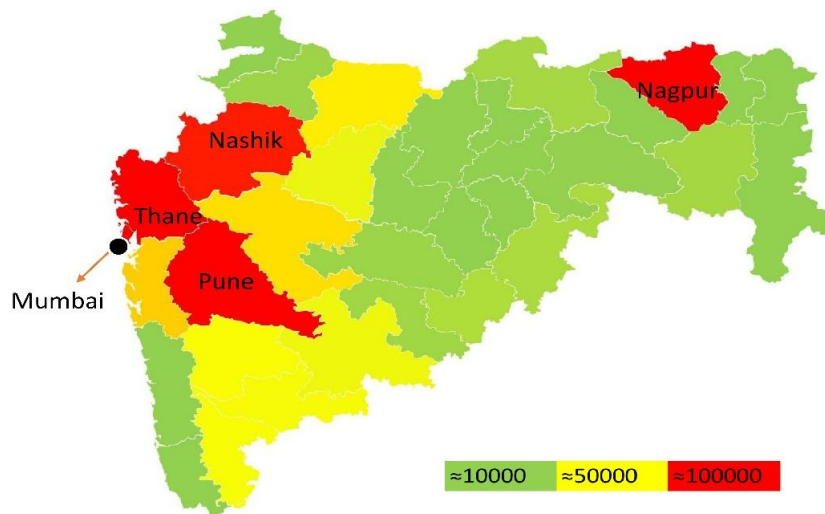 Nagpur
Nashik
Thane
Pune
Mumbai
≈10000 ≈50000 ≈100000